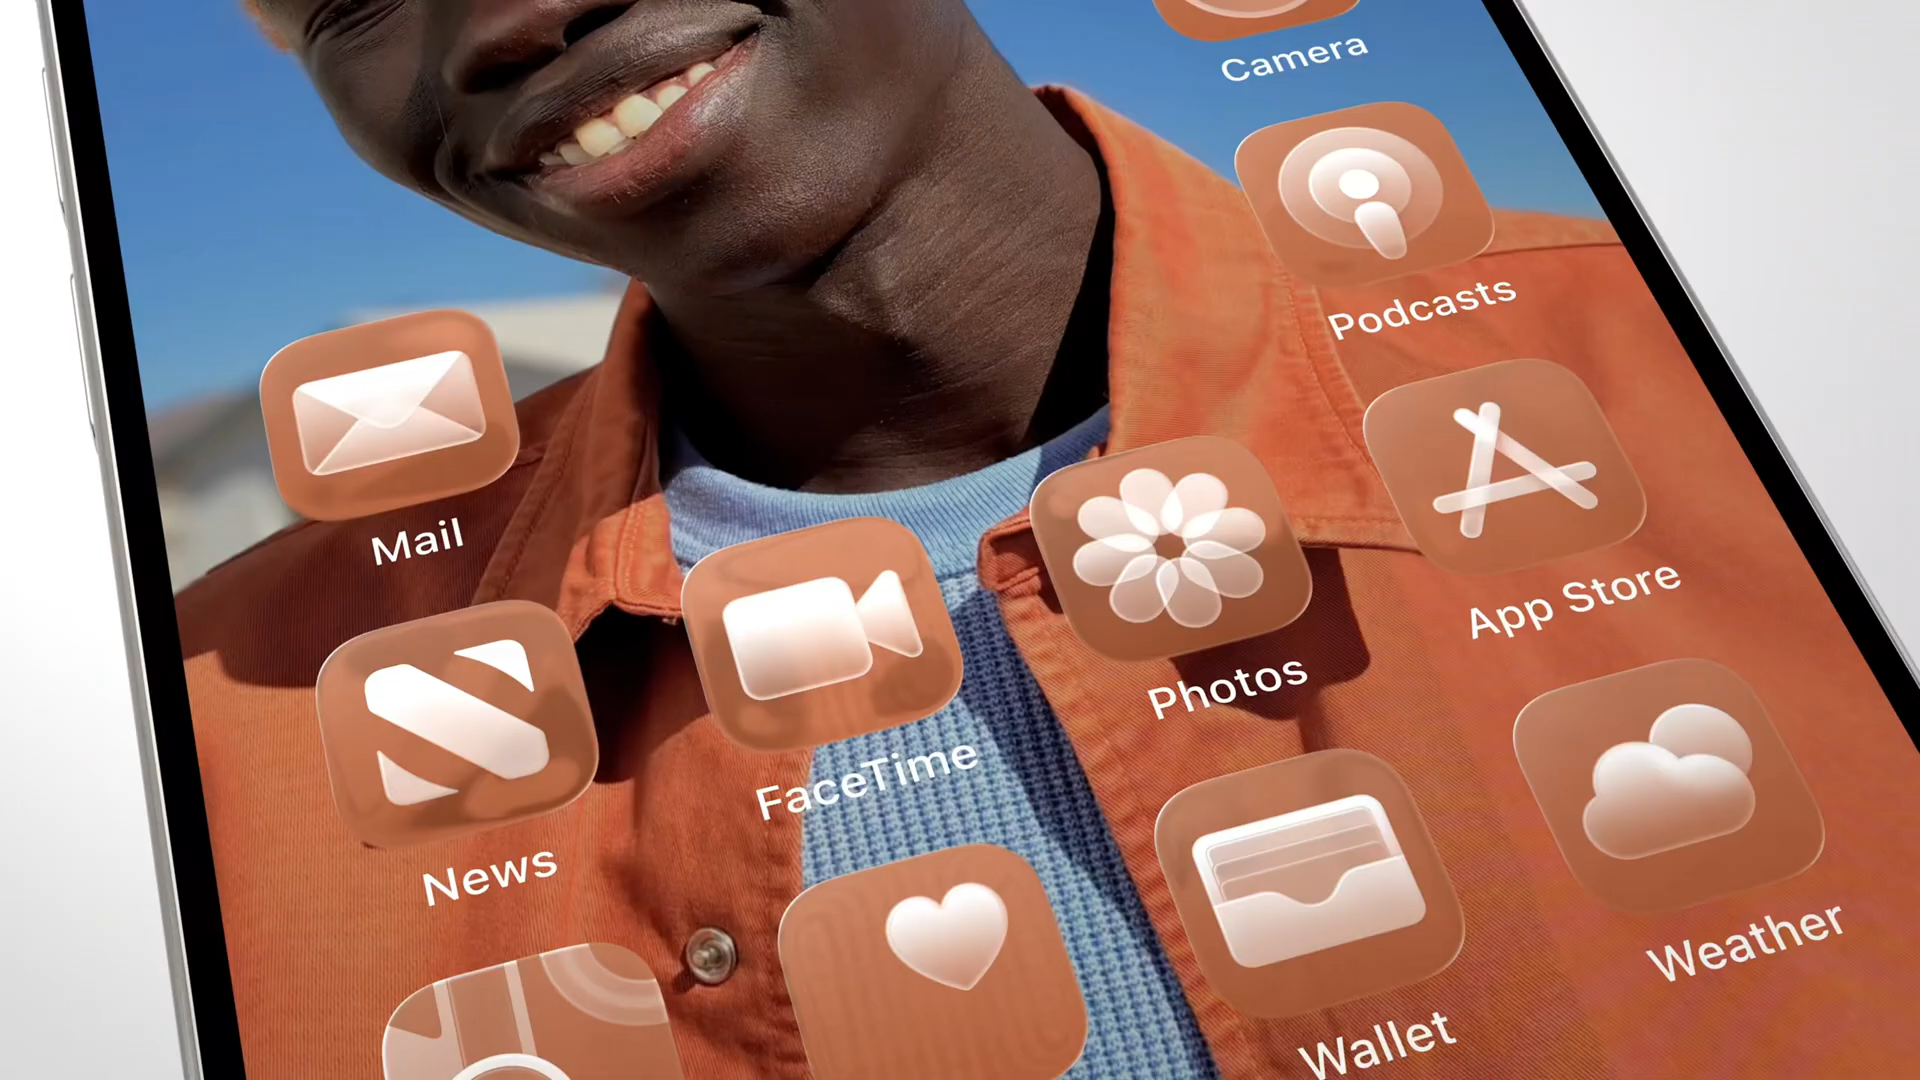 Camera
Podcasts
Mail
App Store
Photos
FaceTime
News
Weather
Wallet